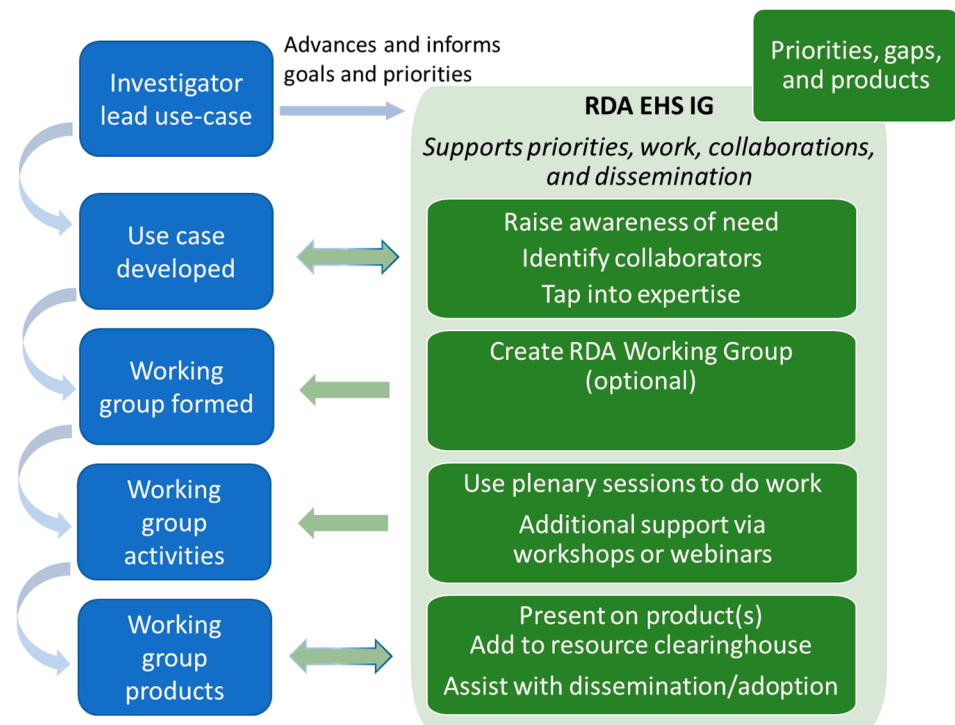 Investigator
lead use-case
Advances and informs
goals and priorities
Priorities, gaps,
and products
RDA EHS IG
Supports priorities, work, collaborations,
and dissemination
Use case
developed
Raise awareness of need
Identify collaborators
Tap into expertise
Working
group formed
Create RDA Working Group
(optional)
Working
group
activities
Use plenary sessions to do work
Additional support via
workshops or webinars
Working
group
products
Present on product(s)
Add to resource clearinghouse
Assist with dissemination/adoption